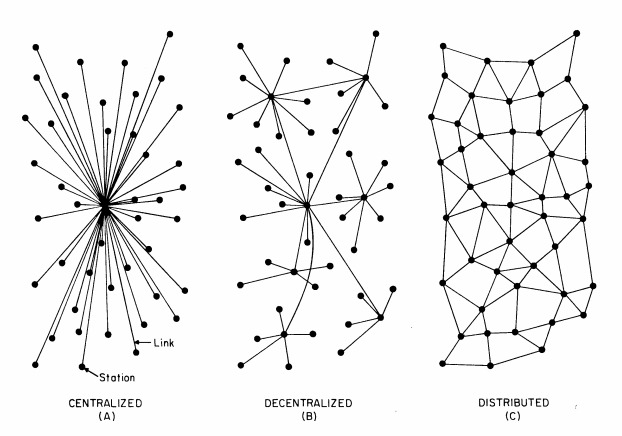 Link
Station
CENTRALIZED
(A)
DECENTRALIZED
(B)
DISTRIBUTED
(C)